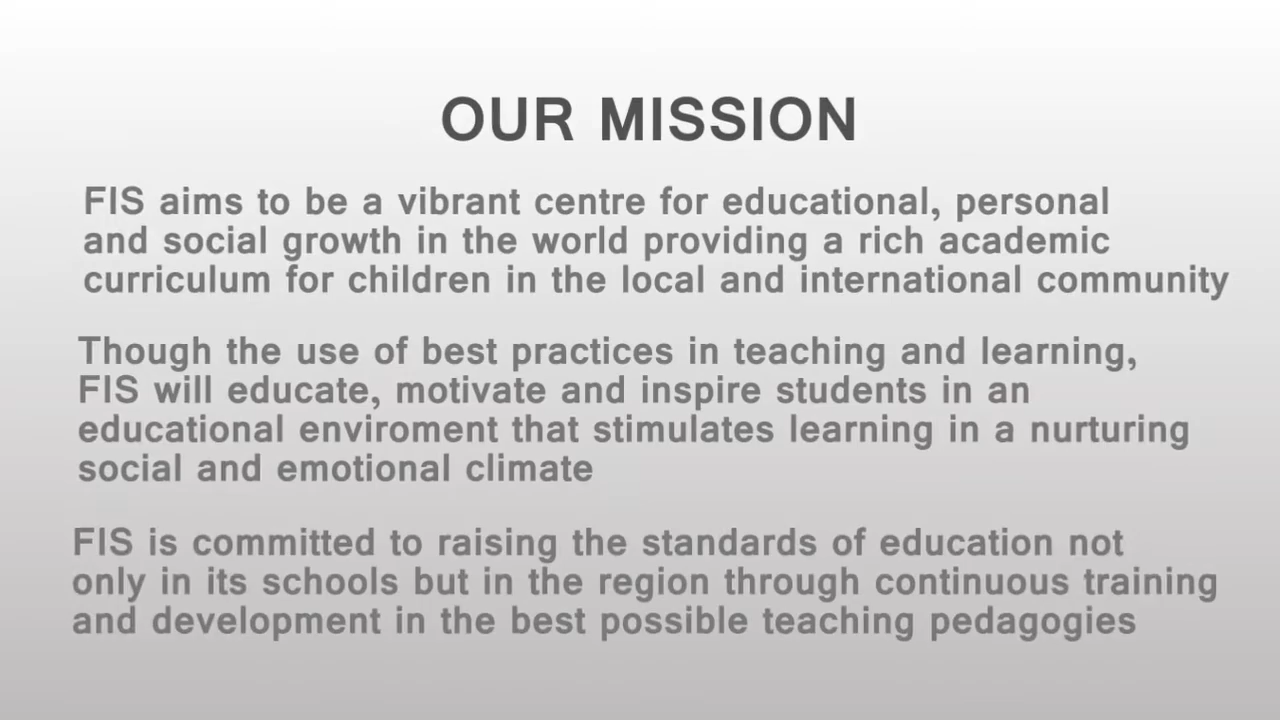 OUR MISSION
FIS aims to be a vibrant centre for educational, personal
and social growth in the world providing a rich academic
curriculum for children in the local and international community
Though the use of best practices in teaching and learning,
FIS will educate, motivate and inspire students in an
educational enviroment that stimulates learning in a nurturing
social and emotional climate
FIS is committed to raising the standards of education not
only in its schools but in the region through continuous training
and development in the best possible teaching pedagogies